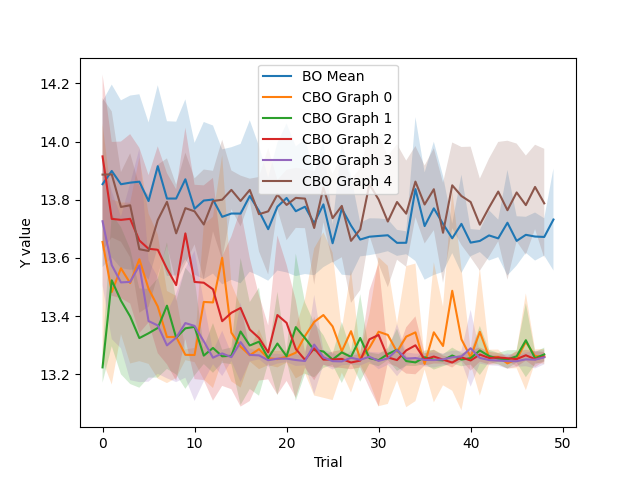 14.2
14.0
13.8
13.6
13.4
13.2
Y value
BO Mean
CBO Graph 0
CBO Graph 1
CBO Graph 2
CBO Graph 3
CBO Graph 4
0
10
20
30
40
50
Trial